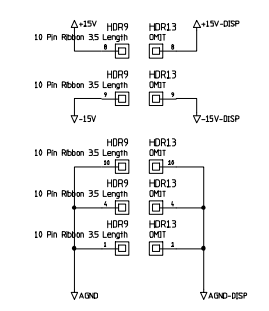 +15V +15V-DISP
HDR9 HDR13
10 Pin Ribbon 3.5 Length OMIT
8 8
HDR9 HDR13
10 Pin Ribbon 3.5 Length OMIT
9 9
-15V -15V-DISP
HDR9 HDR13
10 Pin Ribbon 3.5 Length OMIT
10 10
HDR9 HDR13
10 Pin Ribbon 3.5 Length OMIT
4 4
HDR9 HDR13
10 Pin Ribbon 3.5 Length OMIT
1 1
AGND AGND-DISP